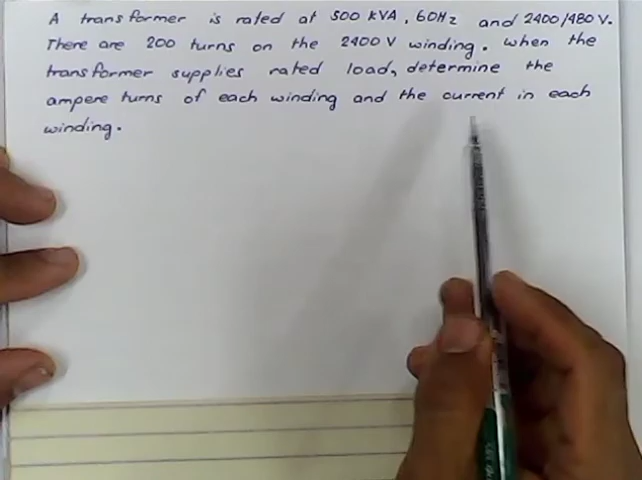 A transformer is rated at 500 kVA, 60Hz and 2400/480 V.
There are 200 turns on the 2400 V winding. when the
transformer supplies rated load, determine the
ampere turns of each winding and the current in each
winding.